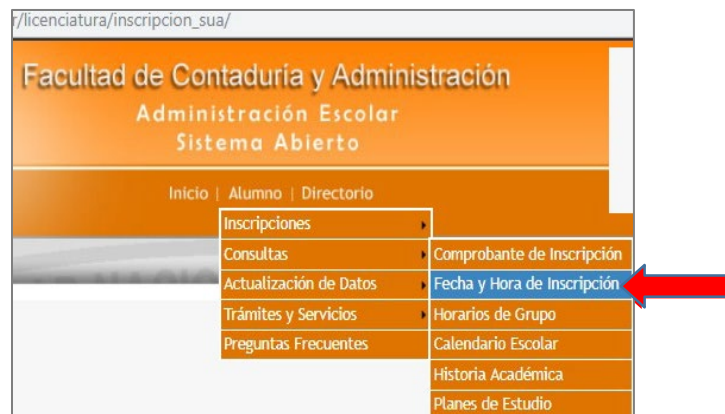 r/licenciatura/inscripcion_sua/
Facultad de Contaduría y Administración
Administración Escolar
Sistema Abierto
Inicio | Alumno | Directorio
Inscripciones
Consultas
Actualización de Datos
Trámites y Servicios
Preguntas Frecuentes
Comprobante de Inscripción
Fecha y Hora de Inscripción
Horarios de Grupo
Calendario Escolar
Historia Académica
Planes de Estudio